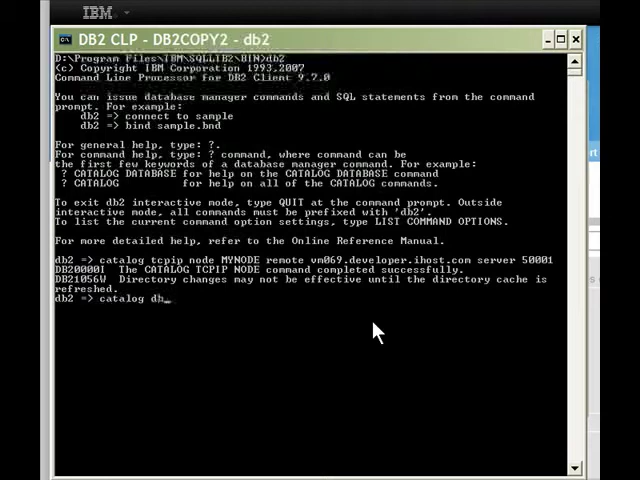 IBM
DB2 CLP - DB2COPY2 - db2
D:\Program Files\IBM\SQLLIB2\BIN>db2
(c) Copyright IBM Corporation 1993,2007
Command Line Processor for DB2 Client 9.7.0
You can issue database manager commands and SQL statements from the command
prompt. For example:
db2 => connect to sample
db2 => bind sample.bnd
For general help, type: ?.
For command help, type: ? command, where command can be
the first few keywords of a database manager command. For example:
? CATALOG DATABASE for help on the CATALOG DATABASE command
? CATALOG for help on all of the CATALOG commands.
To exit db2 interactive mode, type QUIT at the command prompt. Outside
interactive mode, all commands must be prefixed with 'db2'.
To list the current command option settings, type LIST COMMAND OPTIONS.
For more detailed help, refer to the Online Reference Manual.
db2 => catalog tcpip node MYNODE remote vm069.developer.ihost.com server 50001
DB20000I The CATALOG TCPIP NODE command completed successfully.
DB21056W Directory changes may not be effective until the directory cache is
refreshed.
db2 => catalog db_
rt